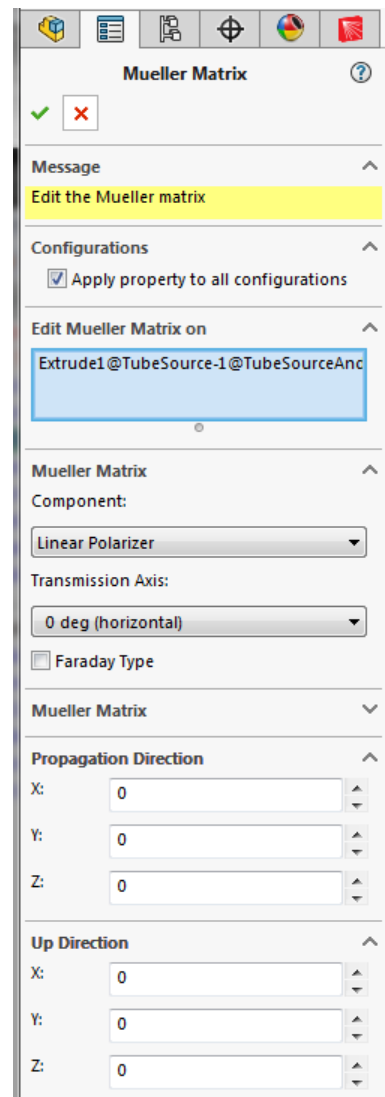 Mueller Matrix
Message
Edit the Mueller matrix
Configurations
Apply property to all configurations
Edit Mueller Matrix on
Extrude1@TubeSource-1@TubeSourceAnd
Mueller Matrix
Component:
Linear Polarizer
Transmission Axis:
0 deg (horizontal)
Faraday Type
Mueller Matrix
Propagation Direction
X: 0
Y: 0
Z: 0
Up Direction
X: 0
Y: 0
Z: 0